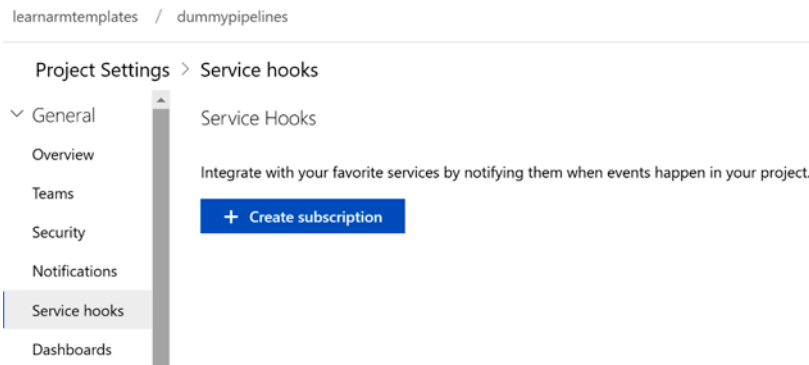 learnarmtemplates / dummypipelines
Project Settings > Service hooks
General
Overview
Teams
Security
Notifications
Service hooks
Dashboards
Service Hooks
Integrate with your favorite services by notifying them when events happen in your project.
+ Create subscription